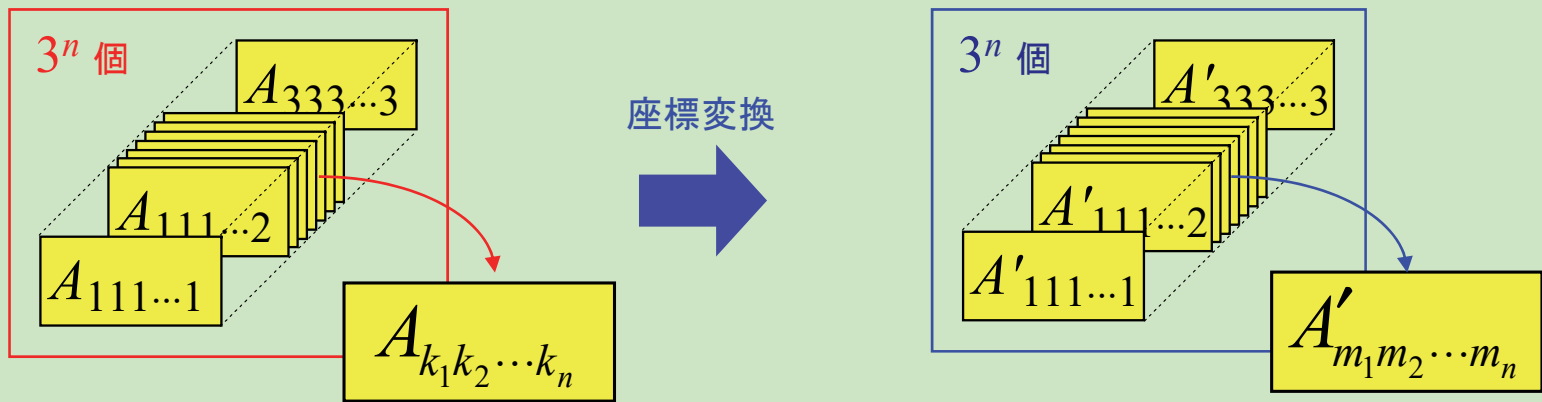 3ⁿ 個
A₃₃₃…₃
A₁₁₁…₂
A₁₁₁…₁
A_{k₁k₂⋯kₙ}
座標変換
3ⁿ 個
A′₃₃₃…₃
A′₁₁₁…₂
A′₁₁₁…₁
A′_{m₁m₂⋯mₙ}